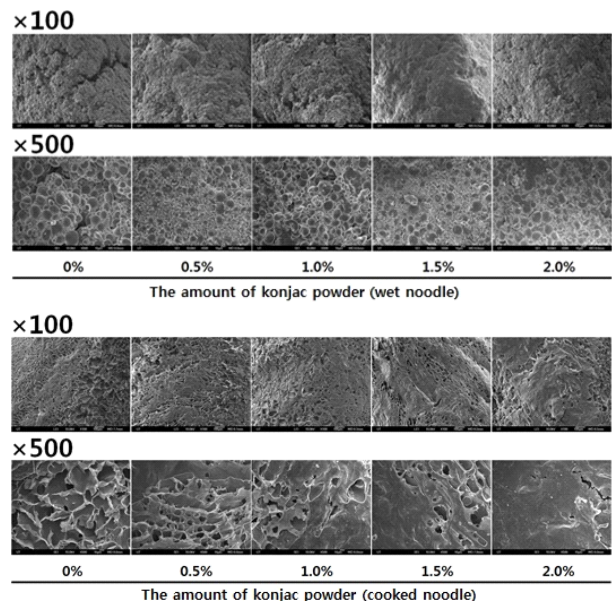 ×100
×500
0% 0.5% 1.0% 1.5% 2.0%
The amount of konjac powder (wet noodle)
×100
×500
0% 0.5% 1.0% 1.5% 2.0%
The amount of konjac powder (cooked noodle)